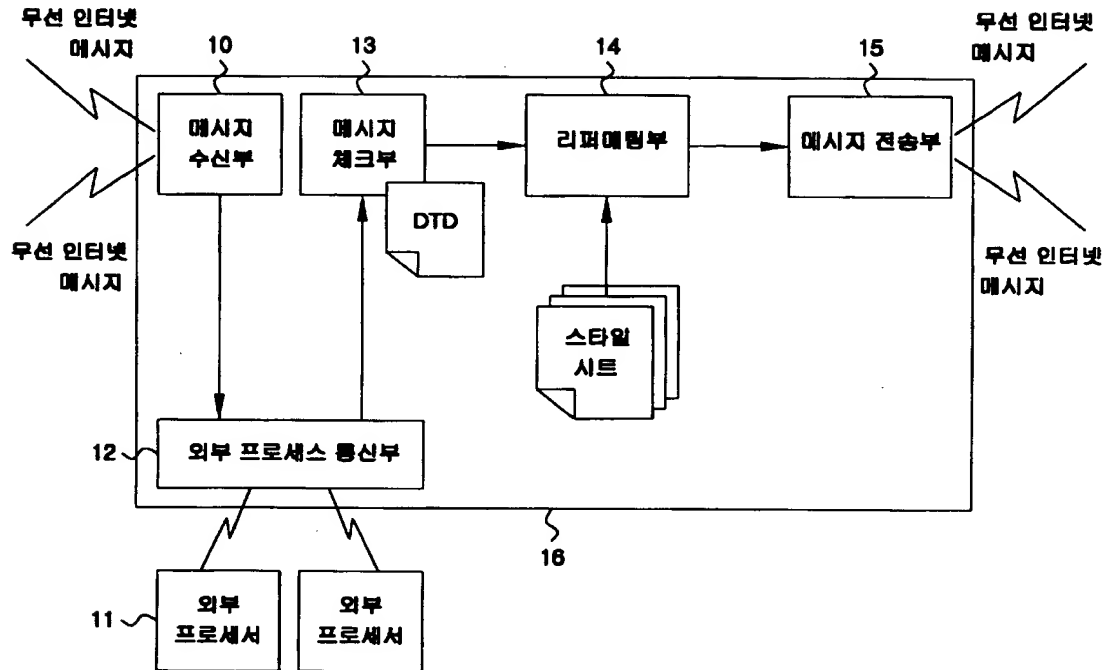 무선 인터넷
메시지
무선 인터넷
메시지
10
13
14
15
메시지
수신부
메시지
체크부
리퍼매팅부
메시지 전송부
DTD
무선 인터넷
메시지
무선 인터넷
메시지
스타일
시트
12
외부 프로세스 통신부
16
11
외부
프로세서
외부
프로세서